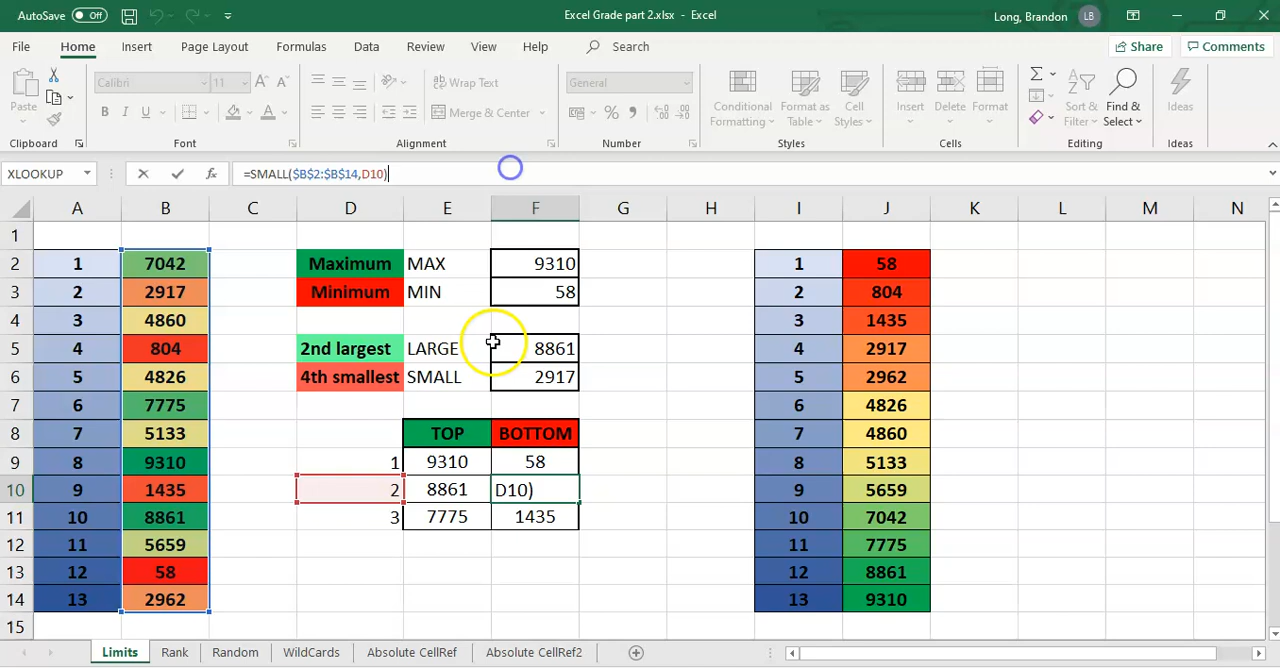 AutoSave Off Excel Grade part 2.xlsx - Excel Long, Brandon LB
File Home Insert Page Layout Formulas Data Review View Help Search Share Comments
Paste Calibri 11 A A Wrap Text General Conditional Formatting Format as Table Cell Styles Insert Delete Format Sort & Filter Find & Select Ideas
B I U A Merge & Center % ,
Clipboard Font Alignment Number Styles Cells Editing Ideas
XLOOKUP fx =SMALL($B$2:$B$14,D10)
A B C D E F G H I J K L M N
1
2 1 7042 Maximum MAX 9310 1 58
3 2 2917 Minimum MIN 58 2 804
4 3 4860 3 1435
5 4 804 2nd largest LARGE 8861 4 2917
6 5 4826 4th smallest SMALL 2917 5 2962
7 6 7775 6 4826
8 7 5133 TOP BOTTOM 7 4860
9 8 9310 1 9310 58 8 5133
10 9 1435 2 8861 D10) 9 5659
11 10 8861 3 7775 1435 10 7042
12 11 5659 11 7775
13 12 58 12 8861
14 13 2962 13 9310
15
Limits Rank Random WildCards Absolute CellRef Absolute CellRef2